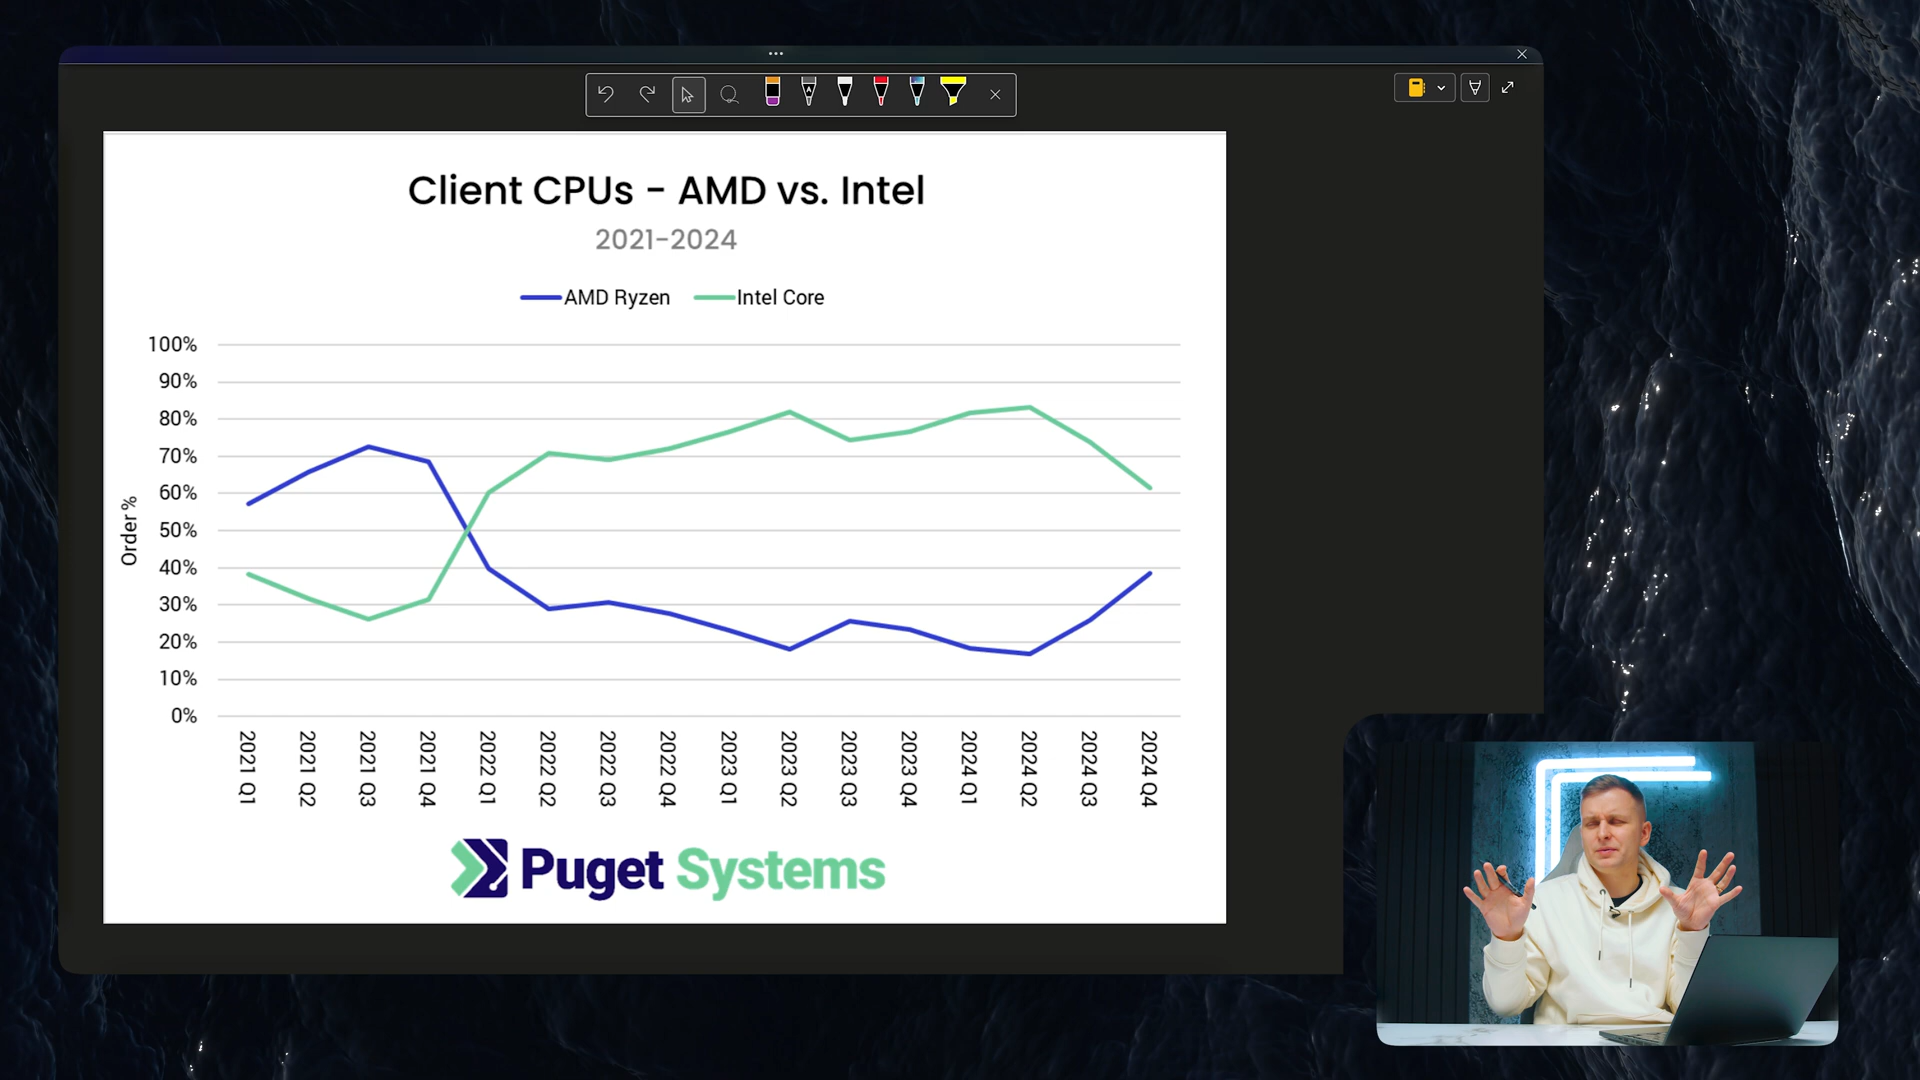 Client CPUs - AMD vs. Intel
2021-2024
AMD Ryzen Intel Core
100%
90%
80%
70%
60%
50%
40%
30%
20%
10%
0%
Order %
2021 Q1
2021 Q2
2021 Q3
2021 Q4
2022 Q1
2022 Q2
2022 Q3
2022 Q4
2023 Q1
2023 Q2
2023 Q3
2023 Q4
2024 Q1
2024 Q2
2024 Q3
2024 Q4
Puget Systems